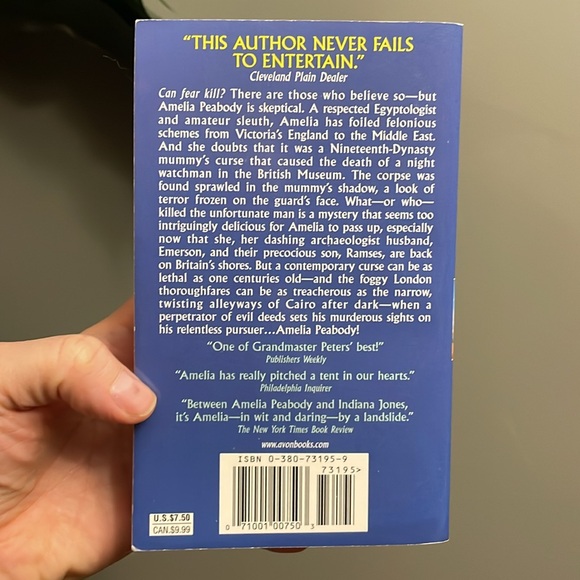 “THIS AUTHOR NEVER FAILS
TO ENTERTAIN.”
Cleveland Plain Dealer
Can fear kill? There are those who believe so—but
Amelia Peabody is skeptical. A respected Egyptologist
and amateur sleuth, Amelia has foiled felonious
schemes from Victoria’s England to the Middle East.
And she doubts that it was a Nineteenth-Dynasty
mummy’s curse that caused the death of a night
watchman in the British Museum. The corpse was
found sprawled in the mummy’s shadow, a look of
terror frozen on the guard’s face. What—or who—
killed the unfortunate man is a mystery that seems too
intriguingly delicious for Amelia to pass up, especially
now that she, her dashing archaeologist husband,
Emerson, and their precocious son, Ramses, are back
on Britain’s shores. But a contemporary curse can be as
lethal as one centuries old—and the foggy London
thoroughfares can be as treacherous as the narrow,
twisting alleyways of Cairo after dark—when a
perpetrator of evil deeds sets his murderous sights on
his relentless pursuer...Amelia Peabody!
“One of Grandmaster Peters’ best!”
Publishers Weekly
“Amelia has really pitched a tent in our hearts.”
Philadelphia Inquirer
“Between Amelia Peabody and Indiana Jones,
it’s Amelia—in wit and daring—by a landslide.”
The New York Times Book Review
www.avonbooks.com
ISBN 0-380-73195-9
73195>
0 71001 00750 3
U.S.$7.50
CAN.$9.99